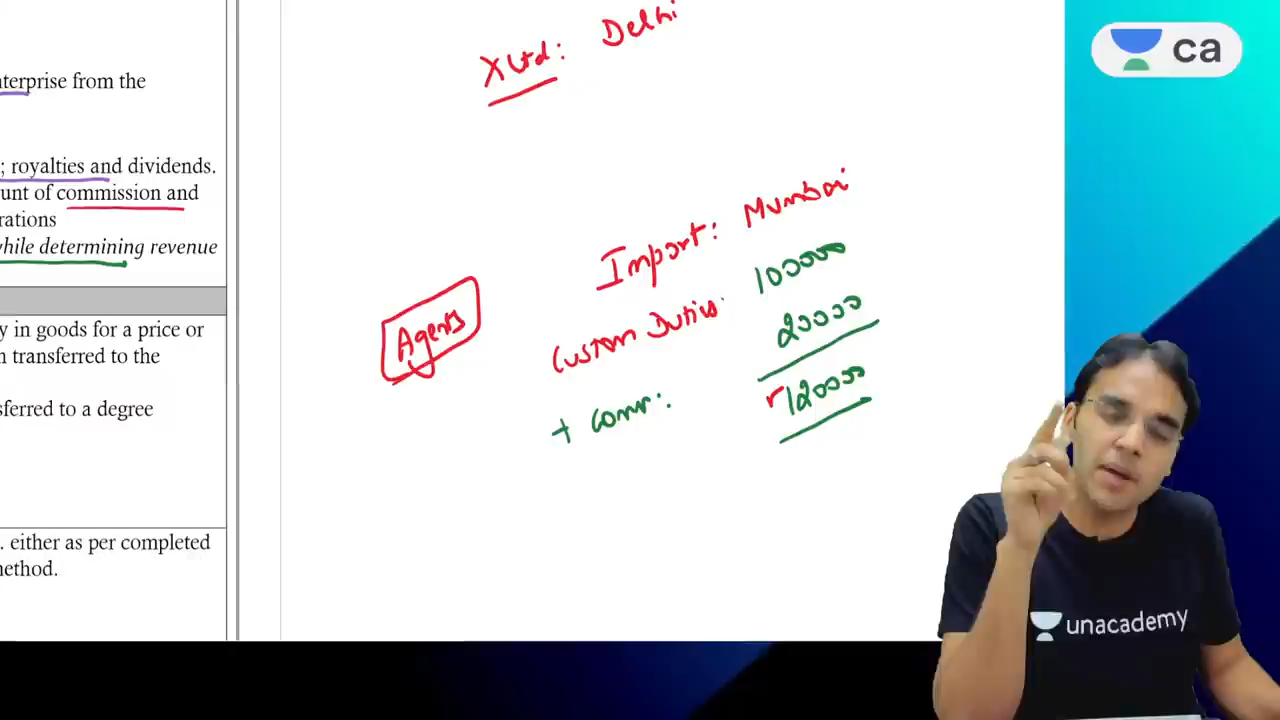 nterprise from the
; royalties and dividends.
unt of commission and
rations
while determining revenue
y in goods for a price or
n transferred to the
sferred to a degree
. either as per completed
nethod.
X Ltd: Delhi
Import: Mumbai
100000
Agents
Custom Duties:
20000
+ Comm:
120000
ca
unacademy